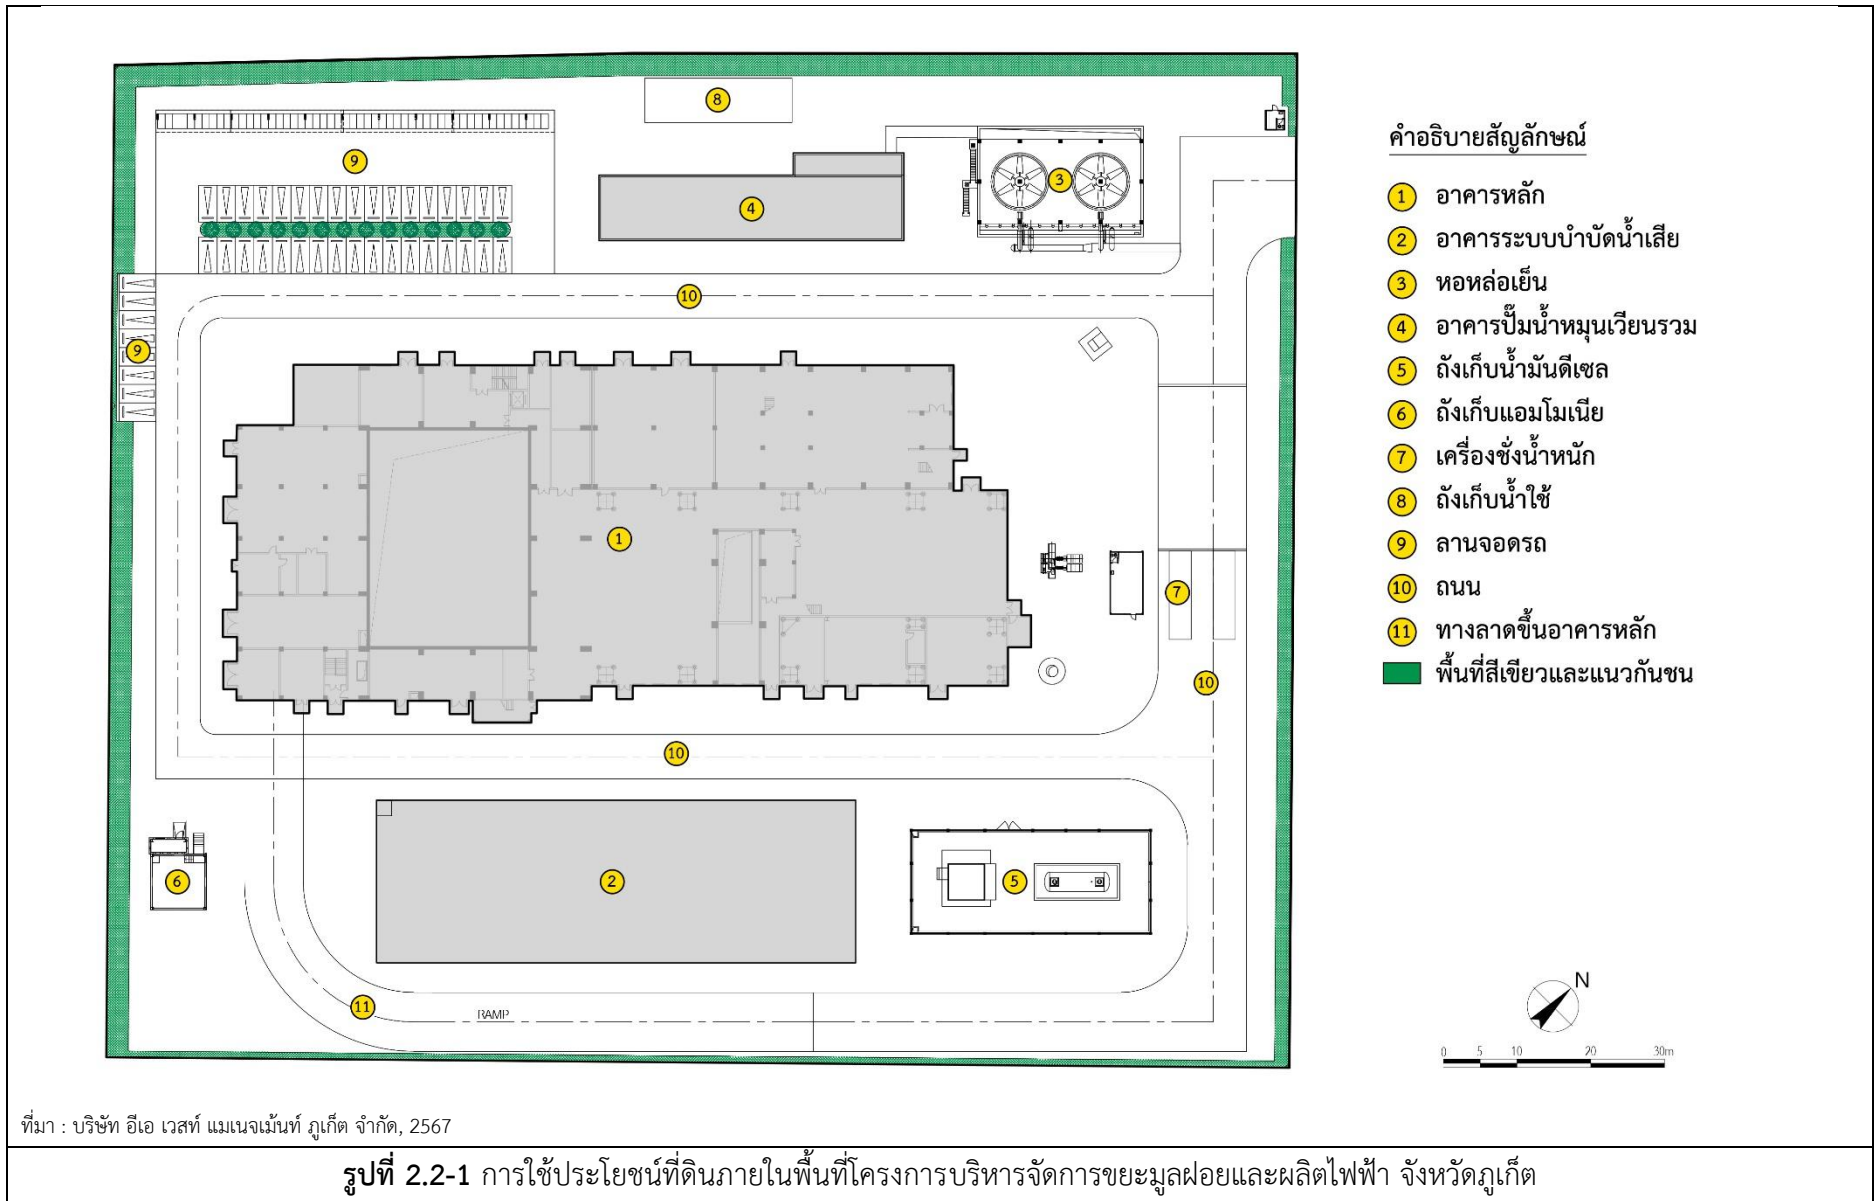 8
9
3
4
10
9
1
7
10
10
6
2
5
11
RAMP
คำอธิบายสัญลักษณ์
1 อาคารหลัก
2 อาคารระบบบำบัดน้ำเสีย
3 หอหล่อเย็น
4 อาคารปั๊มน้ำหมุนเวียนรวม
5 ถังเก็บน้ำมันดีเซล
6 ถังเก็บแอมโมเนีย
7 เครื่องชั่งน้ำหนัก
8 ถังเก็บน้ำใช้
9 ลานจอดรถ
10 ถนน
11 ทางลาดขึ้นอาคารหลัก
พื้นที่สีเขียวและแนวกันชน
N
0 5 10 20 30m
ที่มา : บริษัท อีเอ เวสท์ แมเนจเม้นท์ ภูเก็ต จำกัด, 2567
รูปที่ 2.2-1 การใช้ประโยชน์ที่ดินภายในพื้นที่โครงการบริหารจัดการขยะมูลฝอยและผลิตไฟฟ้า จังหวัดภูเก็ต